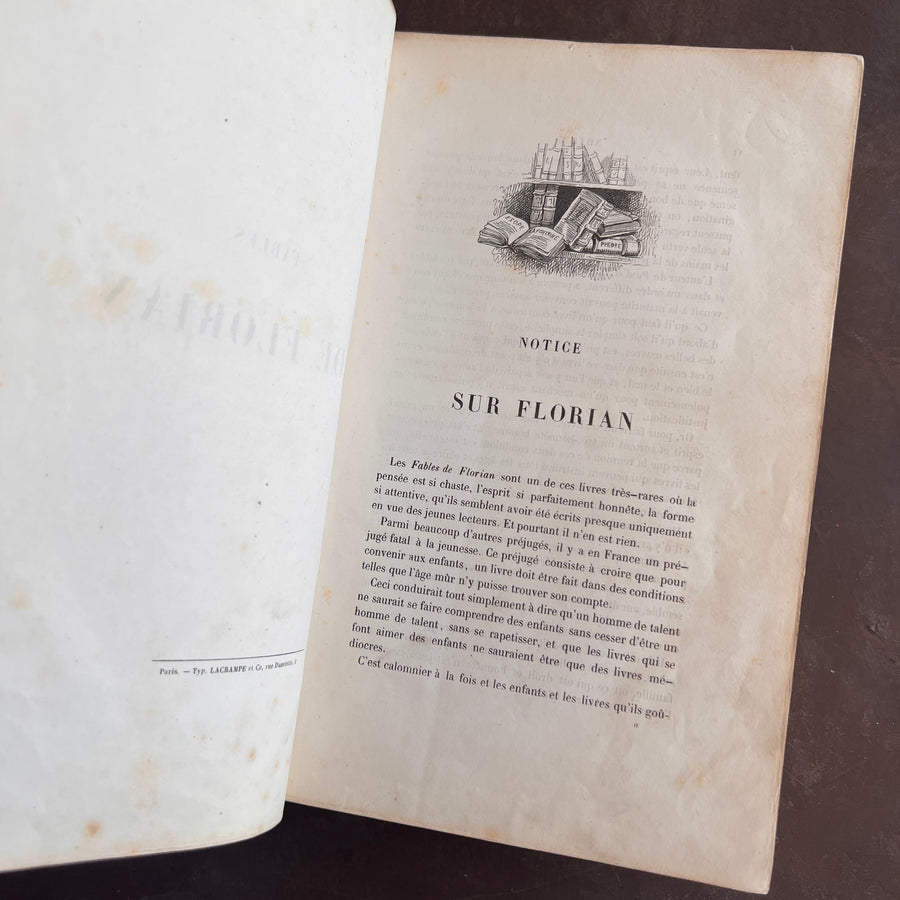 Paris. — Typ. LACRAMPE et Ce, rue Damiette, 2
PHÈDRE
NOTICE
SUR FLORIAN
Les Fables de Florian sont un de ces livres très-rares où la
pensée est si chaste, l'esprit si parfaitement honnête, la forme
si attentive, qu'ils semblent avoir été écrits presque uniquement
en vue des jeunes lecteurs. Et pourtant il n'en est rien.
Parmi beaucoup d'autres préjugés, il y a en France un pré-
jugé fatal à la jeunesse. Ce préjugé consiste à croire que pour
convenir aux enfants, un livre doit être fait dans des conditions
telles que l'âge mûr n'y puisse trouver son compte.
Ceci conduirait tout simplement à dire qu'un homme de talent
ne saurait se faire comprendre des enfants sans cesser d'être un
homme de talent, sans se rapetisser, et que les livres qui se
font aimer des enfants ne sauraient être que des livres mé-
diocres.
C'est calomnier à la fois et les enfants et les livres qu'ils goû-
a